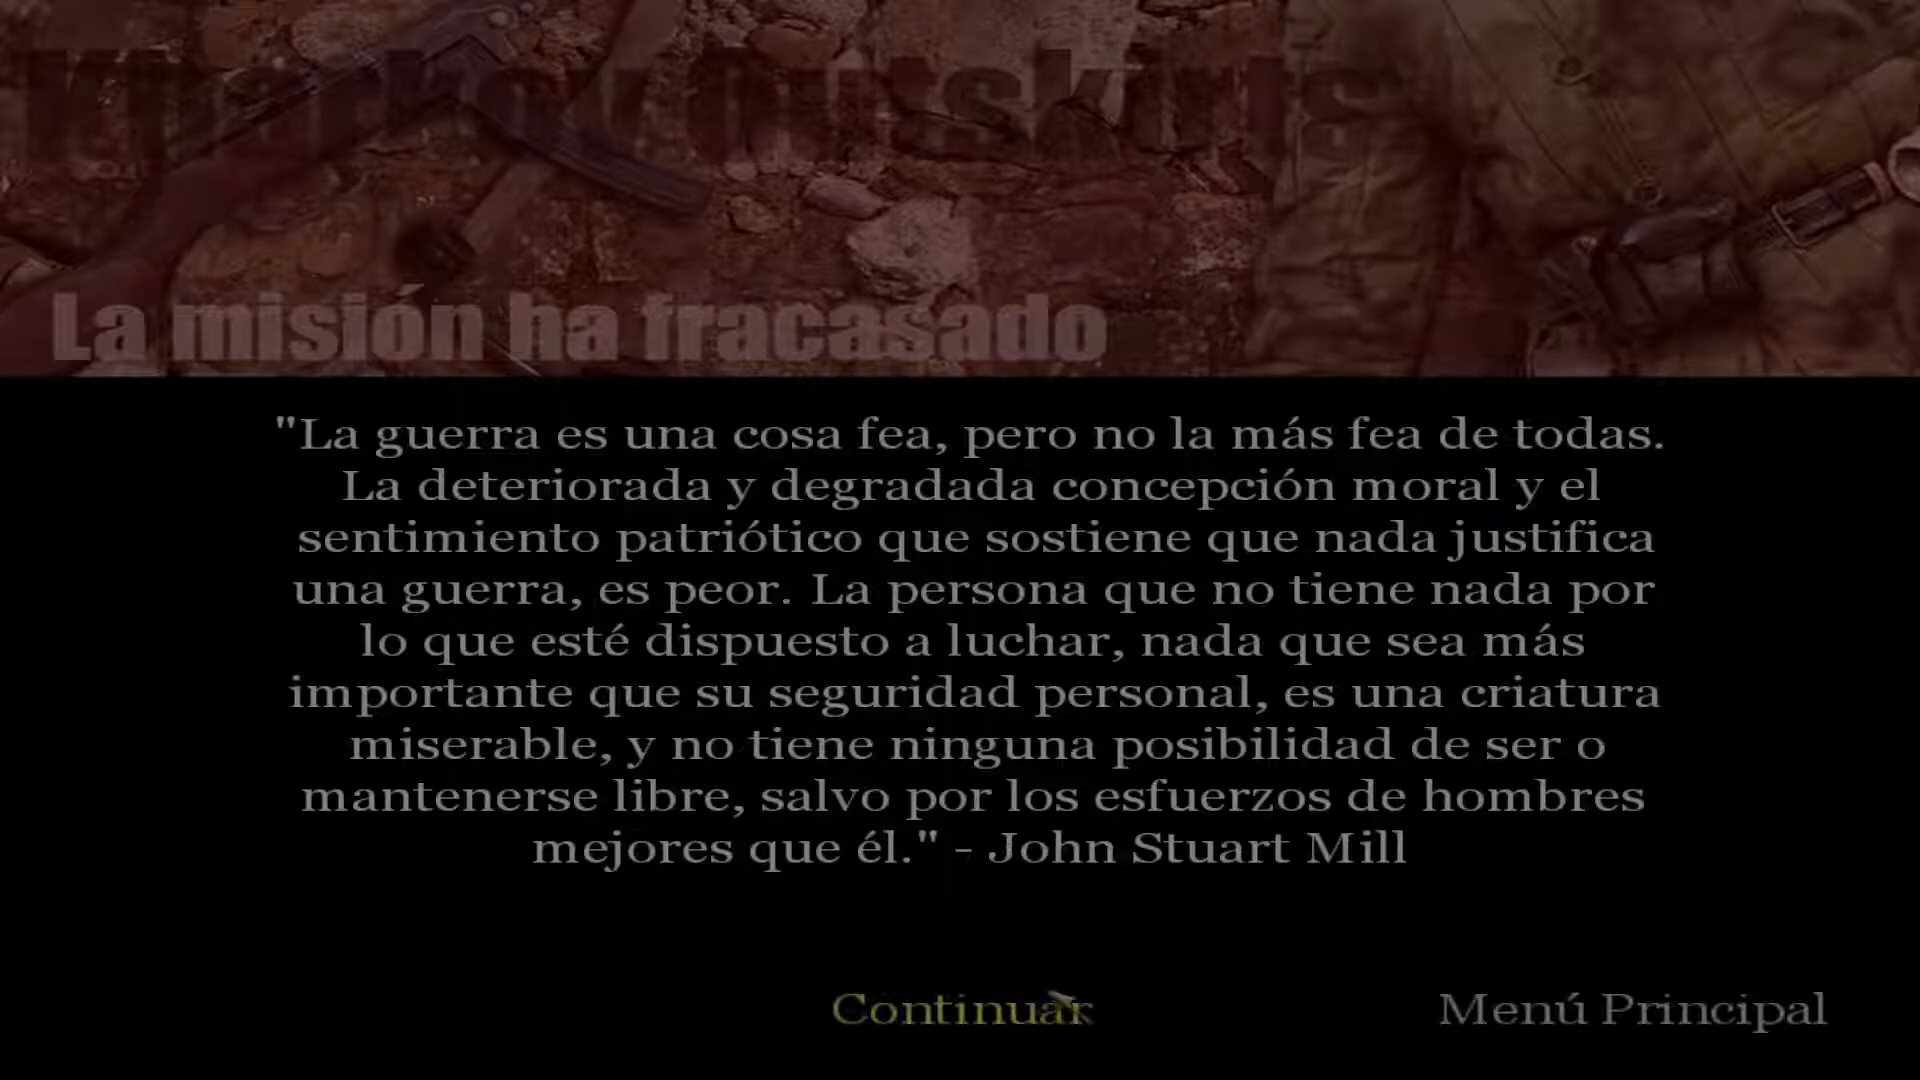 Kharkov Outskirts
La misión ha fracasado
"La guerra es una cosa fea, pero no la más fea de todas.
La deteriorada y degradada concepción moral y el
sentimiento patriótico que sostiene que nada justifica
una guerra, es peor. La persona que no tiene nada por
lo que esté dispuesto a luchar, nada que sea más
importante que su seguridad personal, es una criatura
miserable, y no tiene ninguna posibilidad de ser o
mantenerse libre, salvo por los esfuerzos de hombres
mejores que él." - John Stuart Mill
Continuar
Menú Principal